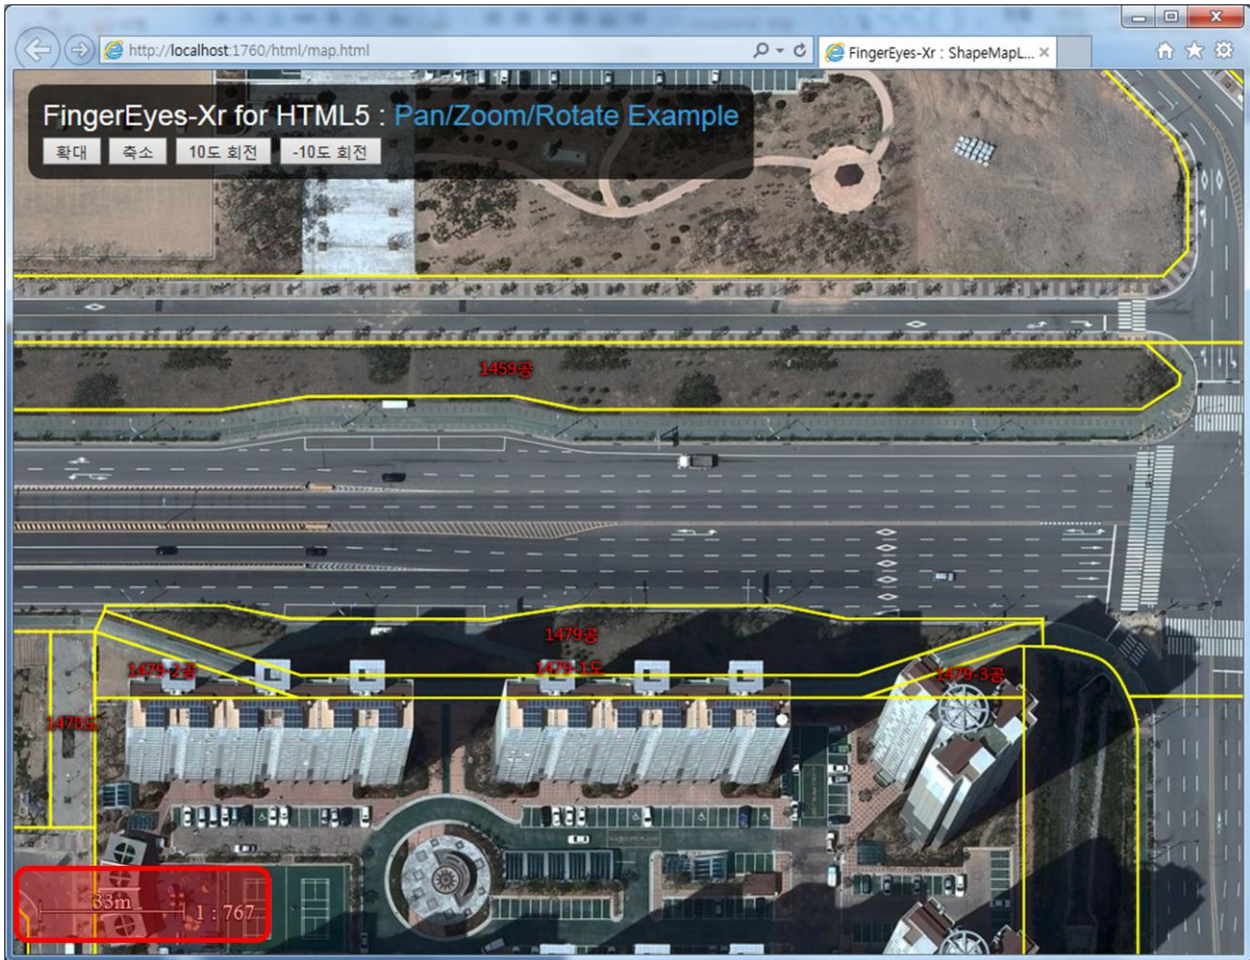 http://localhost:1760/html/map.html
FingerEyes-Xr : ShapeMapL...
FingerEyes-Xr for HTML5 : Pan/Zoom/Rotate Example
확대 축소 10도 회전 -10도 회전
1459공
1479공
1479-2공 1479-1도 1479-3공
1478도
33m
1 : 767